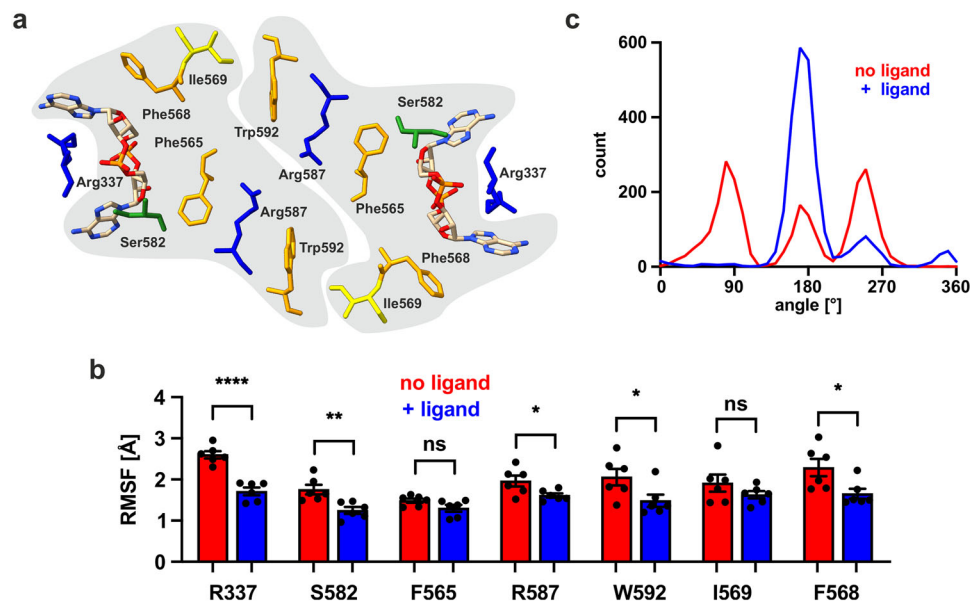 a
Ile569
Phe568
Phe565
Arg337
Ser582
Trp592
Arg587
Arg587
Trp592
Ser582
Phe565
Arg337
Phe568
Ile569
c
no ligand
+ ligand
count
600
400
200
0
0
90
180
270
360
angle [°]
b
no ligand
+ ligand
RMSF [Å]
4
3
2
1
0
****
**
ns
*
*
ns
*
R337
S582
F565
R587
W592
I569
F568